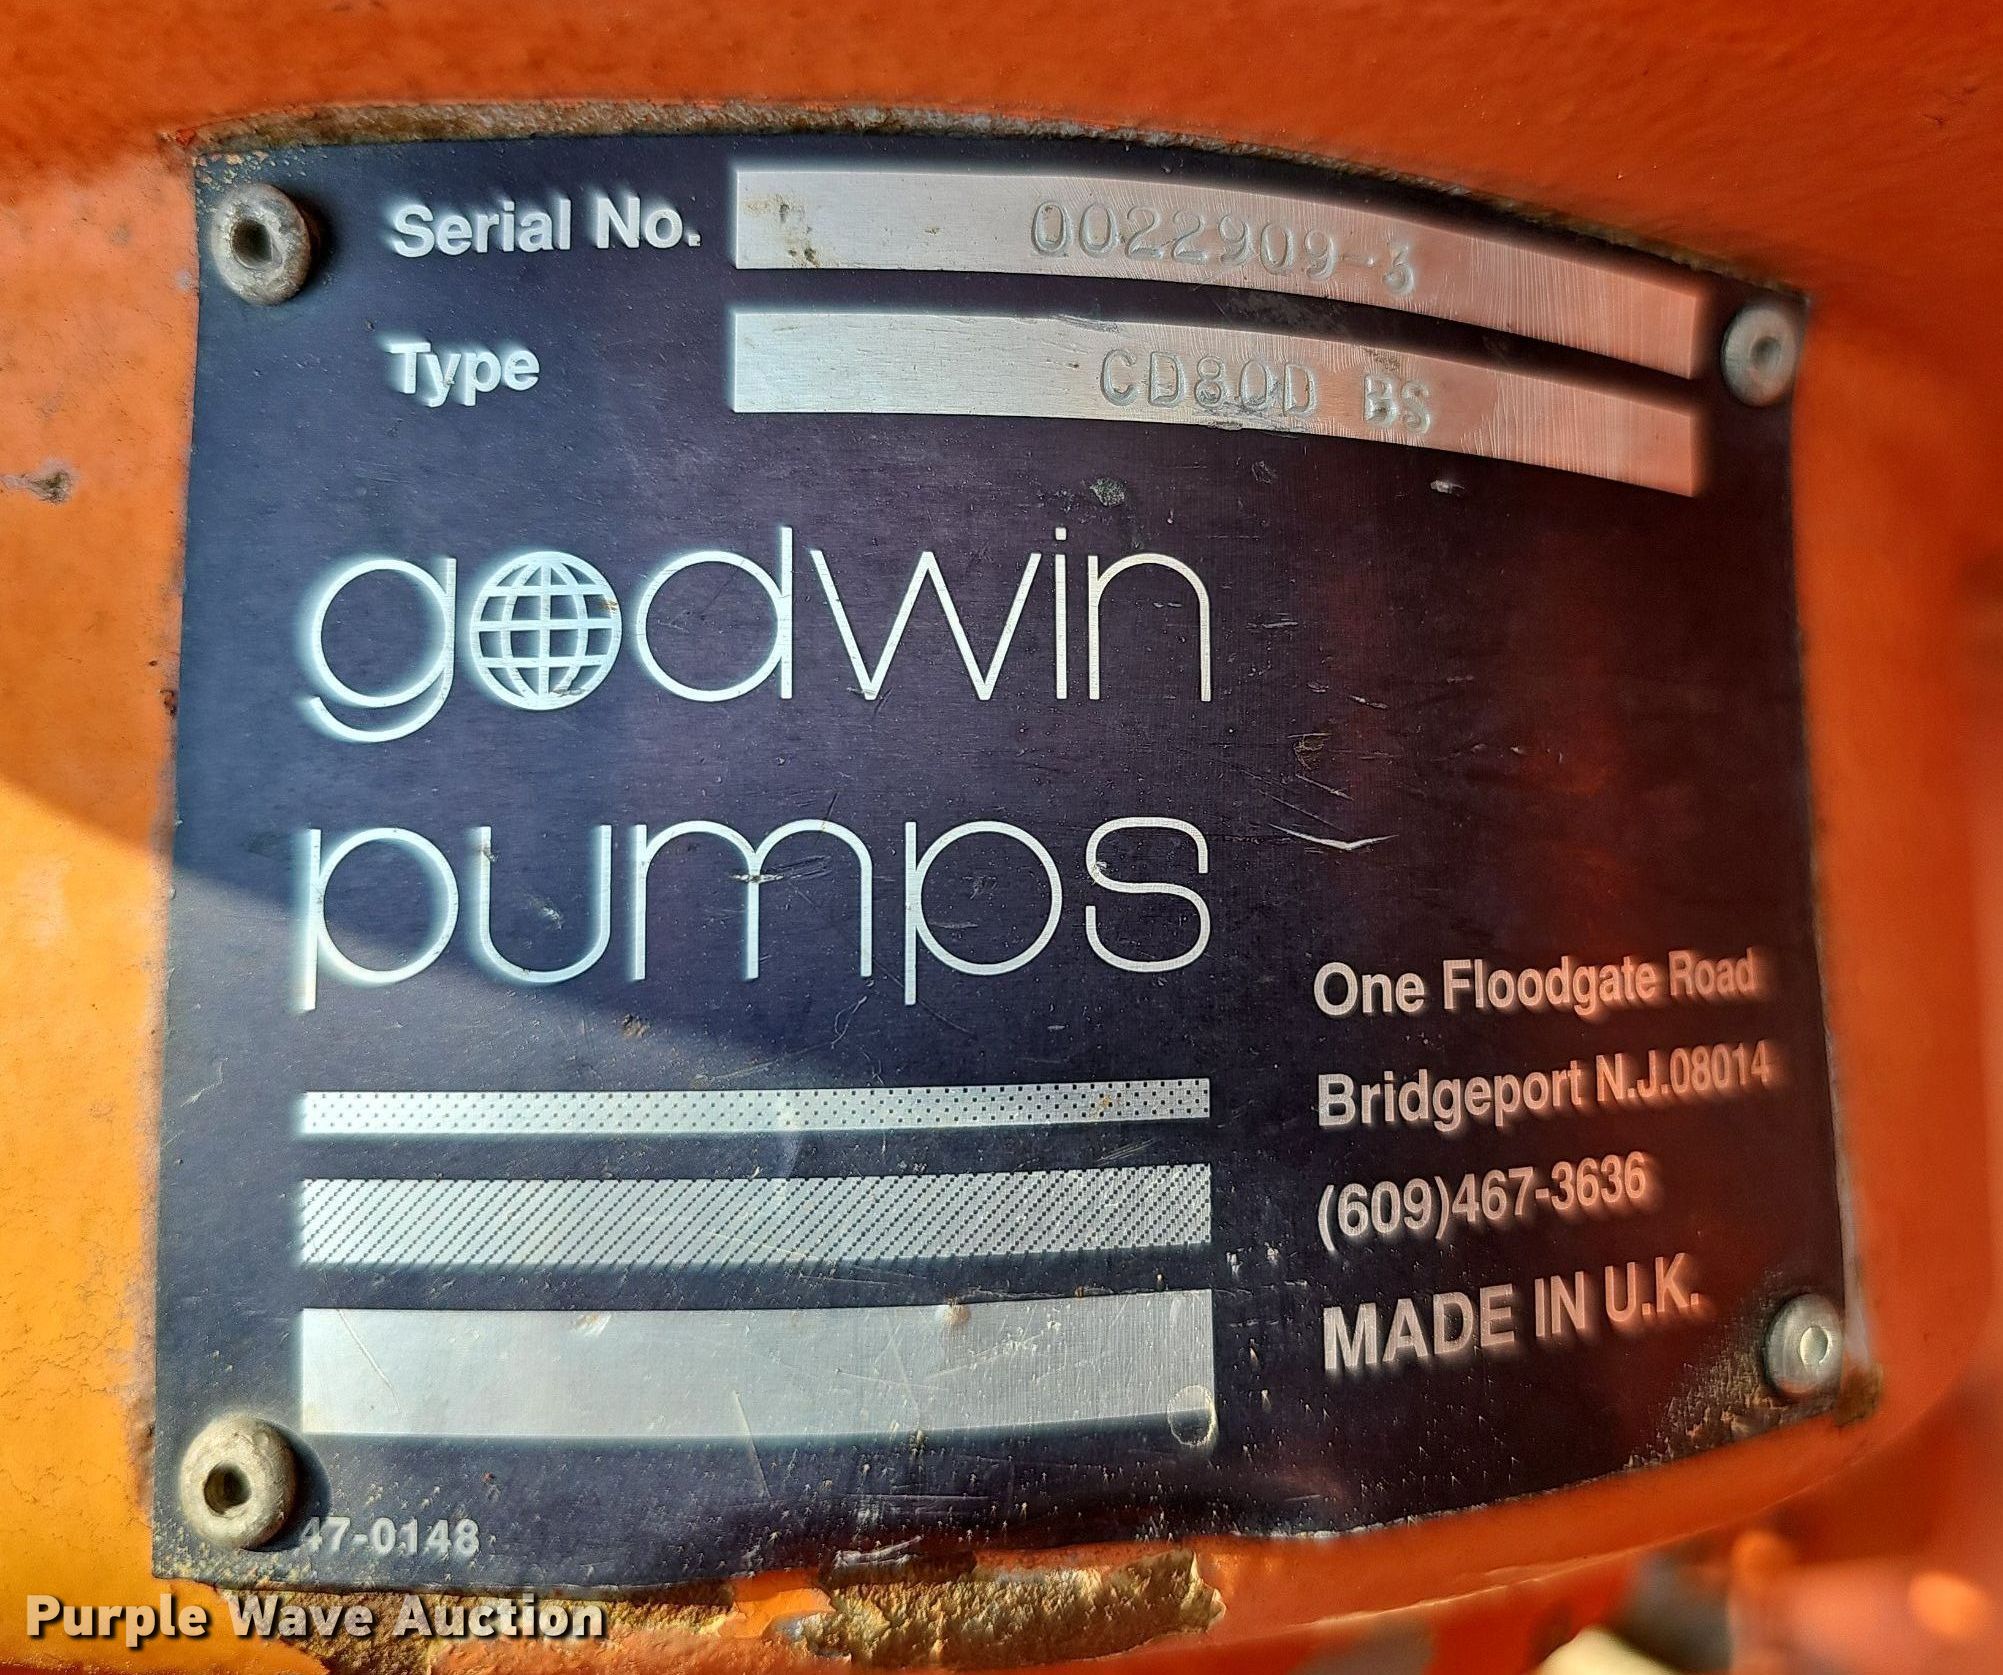 Serial No. 0022909-3
Type CD80D BS
godwin
pumps
One Floodgate Road
Bridgeport N.J.08014
(609)467-3636
MADE IN U.K.
47-0148
Purple Wave Auction